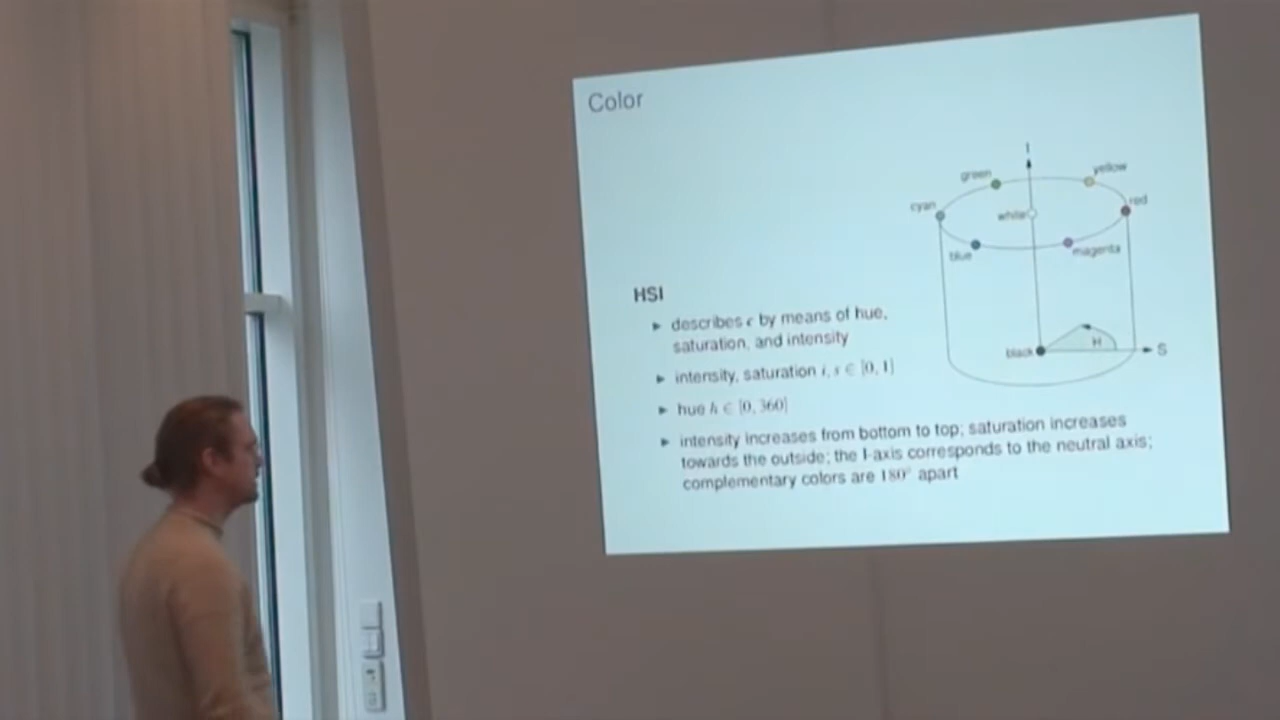 Color
I
green
yellow
cyan
white
red
blue
magenta
HSI
describes c by means of hue,
saturation, and intensity
black
H
S
intensity, saturation i, s ∈ [0, 1]
hue h ∈ [0, 360]
intensity increases from bottom to top; saturation increases
towards the outside; the I-axis corresponds to the neutral axis;
complementary colors are 180° apart